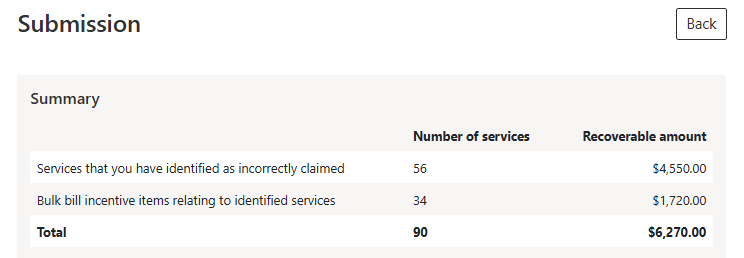 Submission
Back
Summary
Number of services Recoverable amount
Services that you have identified as incorrectly claimed 56 $4,550.00
Bulk bill incentive items relating to identified services 34 $1,720.00
Total 90 $6,270.00